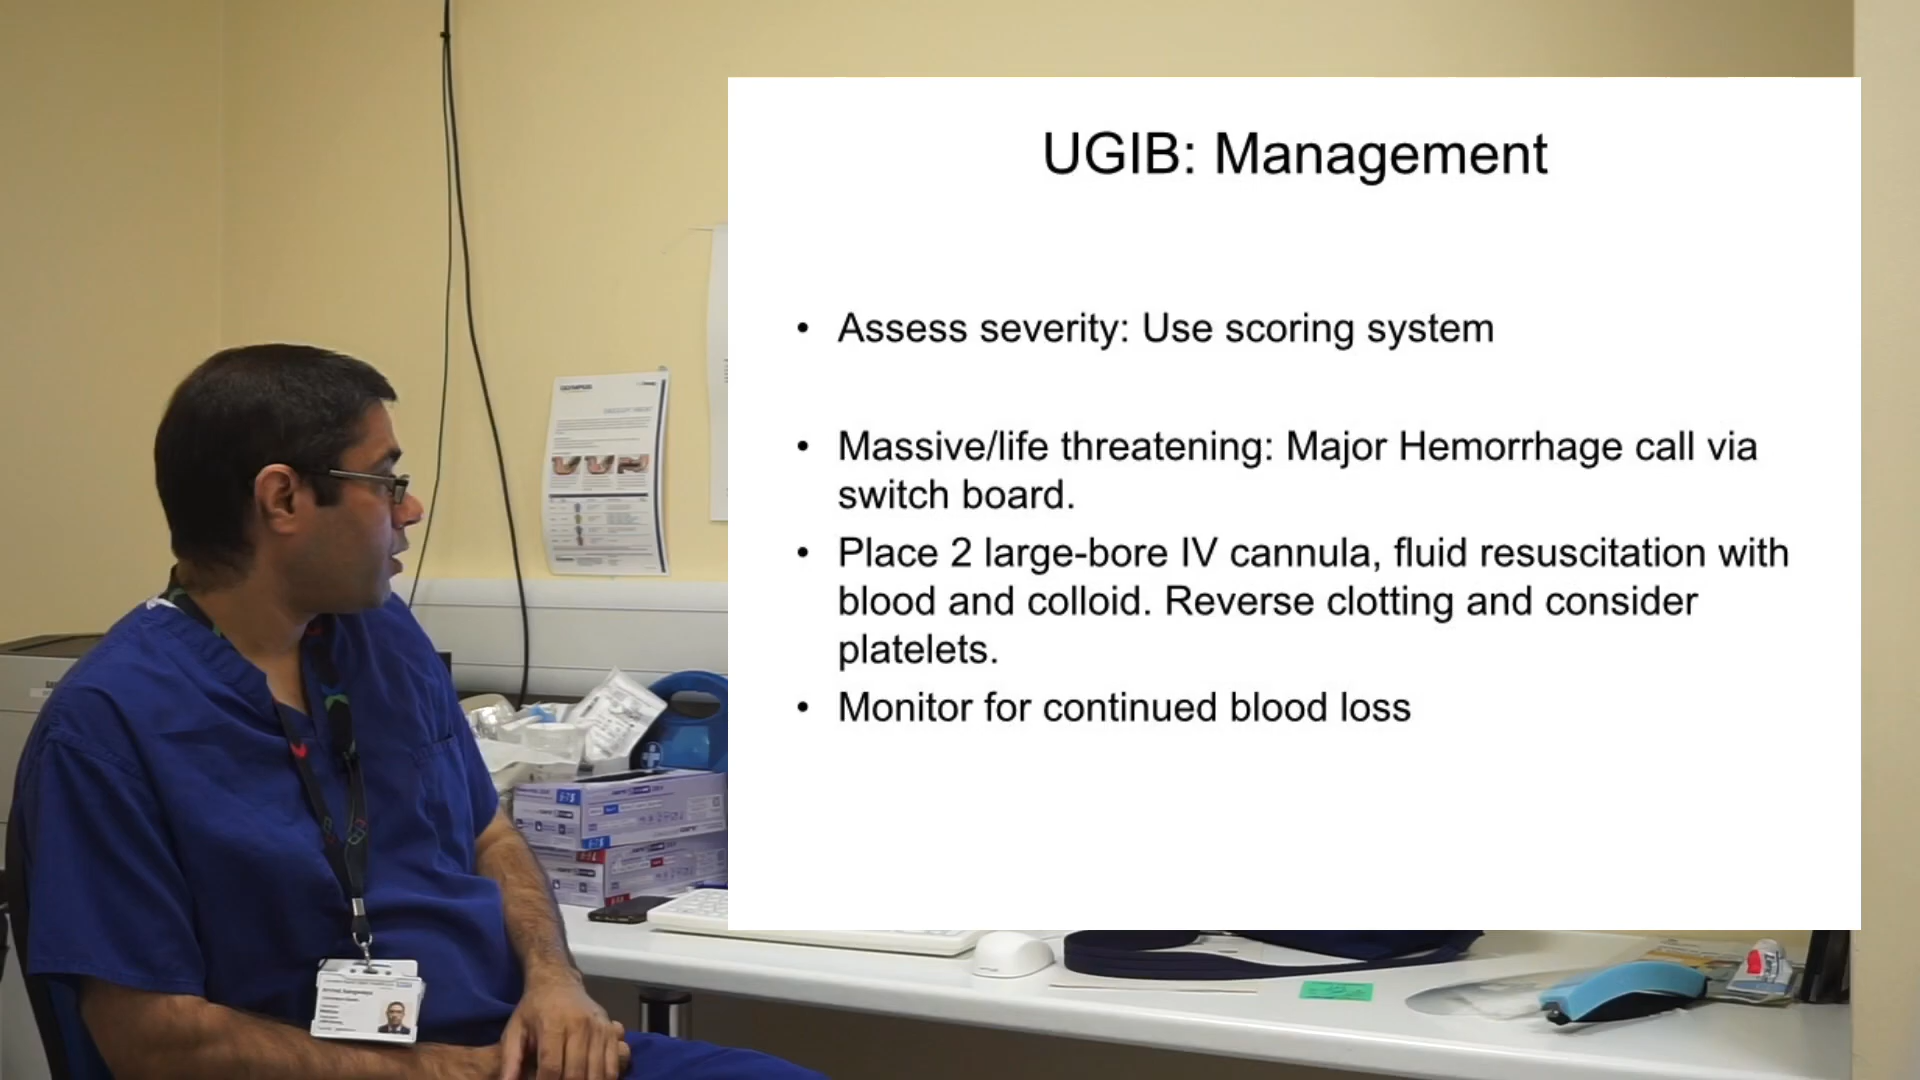 UGIB: Management
• Assess severity: Use scoring system
• Massive/life threatening: Major Hemorrhage call via
switch board.
• Place 2 large-bore IV cannula, fluid resuscitation with
blood and colloid. Reverse clotting and consider
platelets.
• Monitor for continued blood loss
OLYMPUS